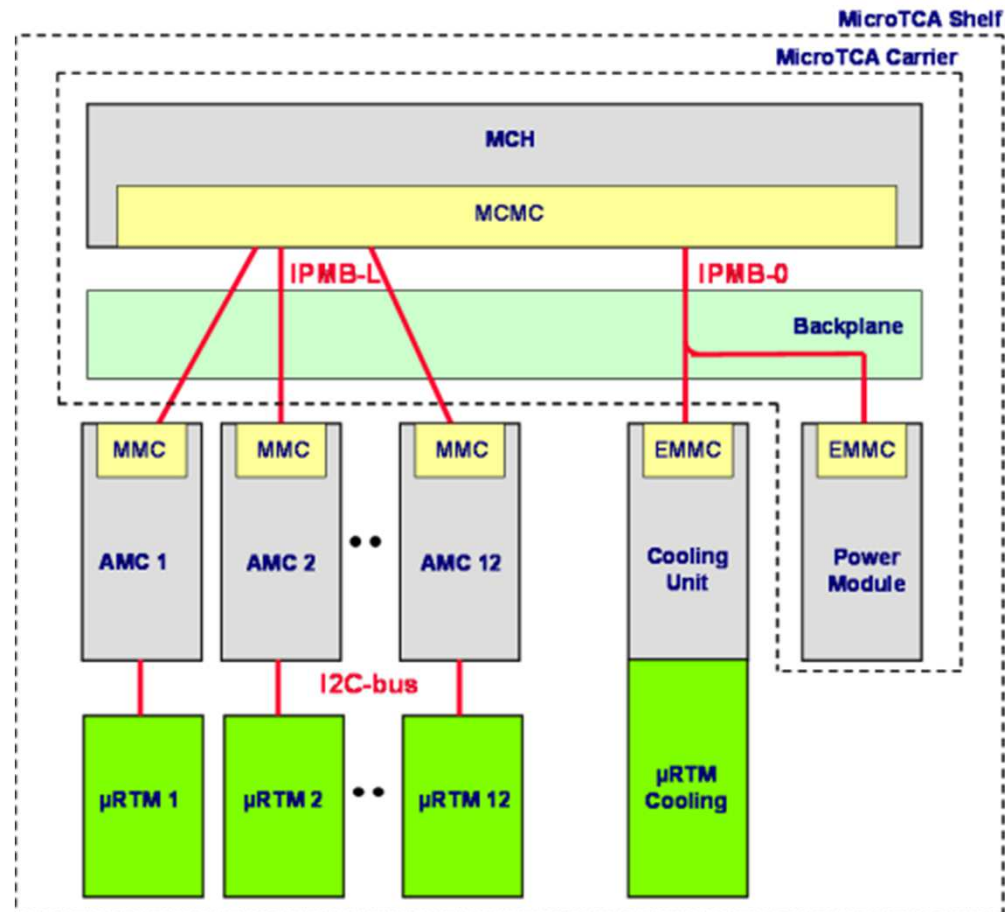 MicroTCA Shelf
MicroTCA Carrier
MCH
MCMC
IPMB-L
IPMB-0
Backplane
MMC
MMC
MMC
EMMC
EMMC
AMC 1
AMC 2
AMC 12
Cooling
Unit
Power
Module
I2C-bus
µRTM 1
µRTM 2
µRTM 12
µRTM
Cooling